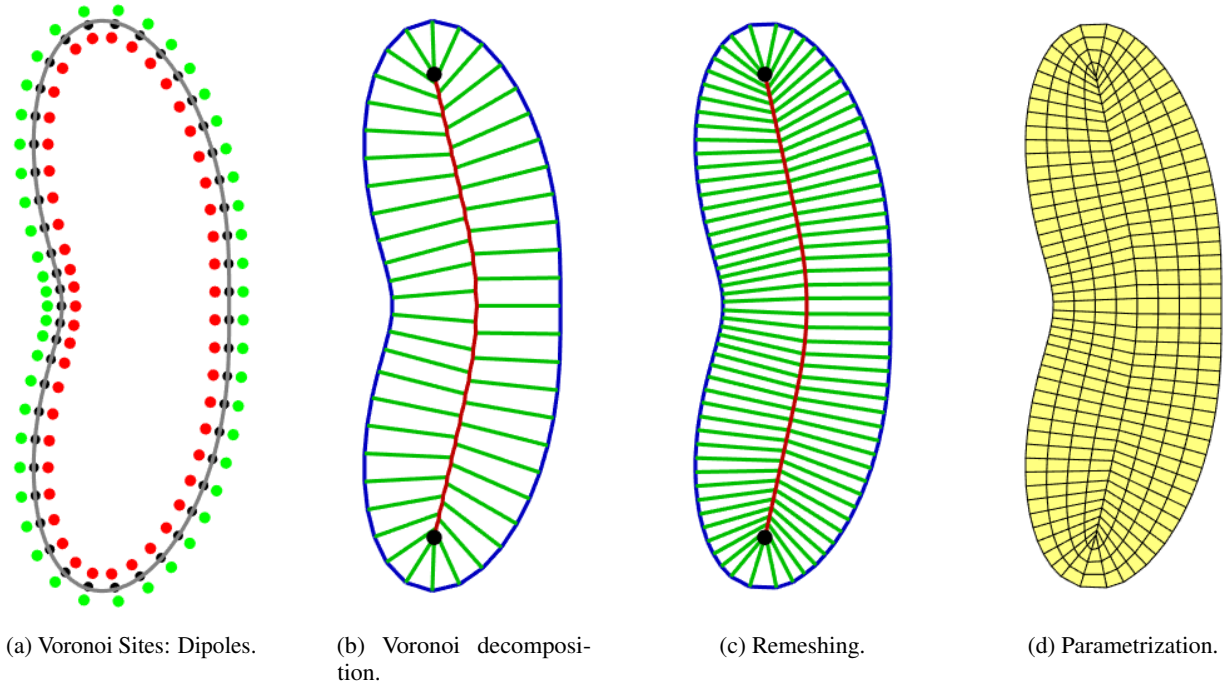 (a) Voronoi Sites: Dipoles.
(b) Voronoi decomposi-
tion.
(c) Remeshing.
(d) Parametrization.